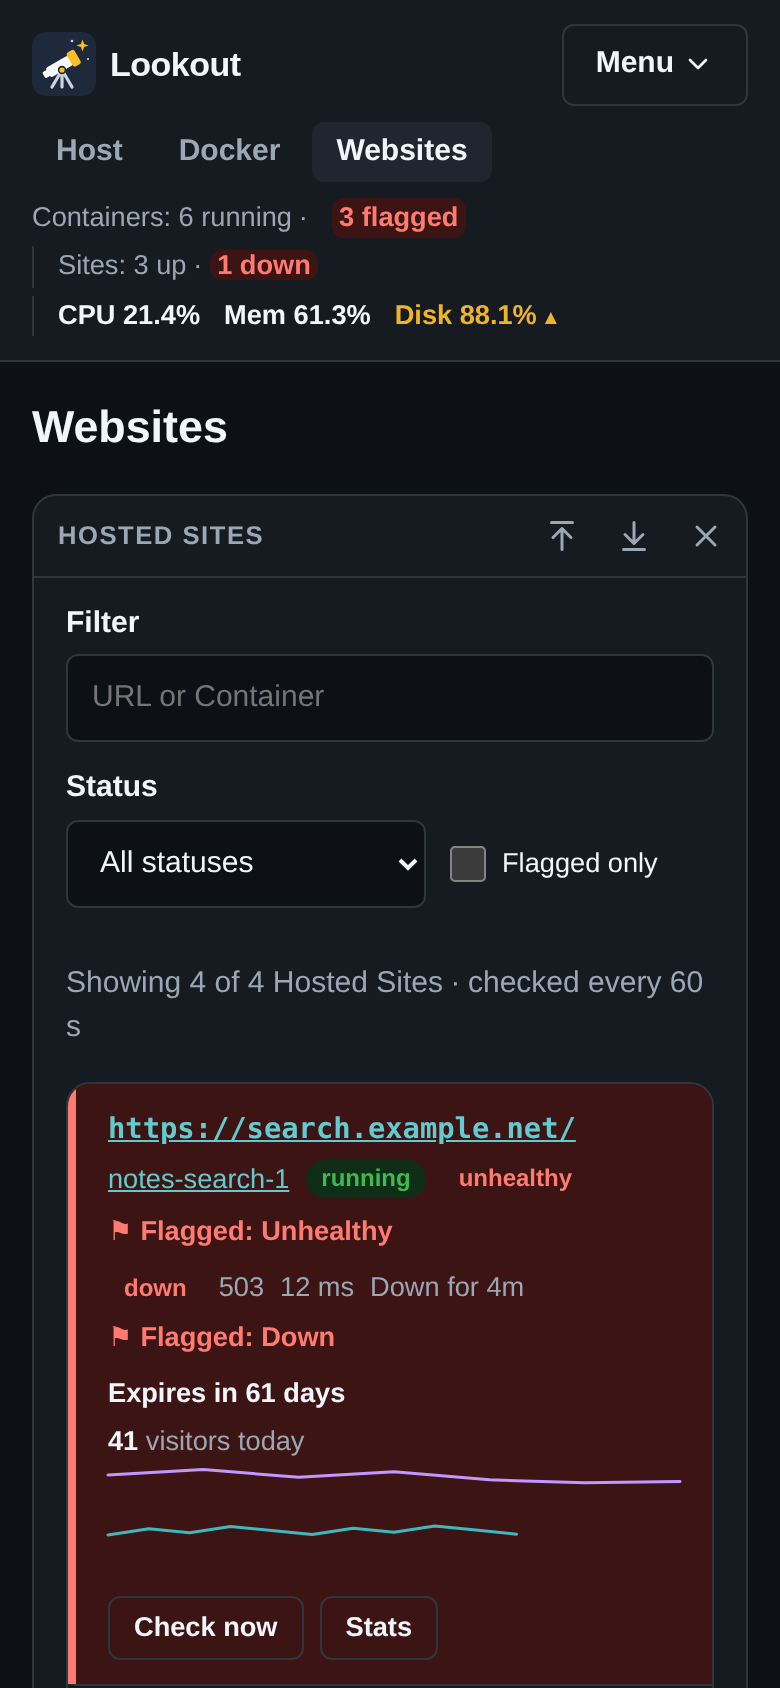 Lookout
Menu
Host Docker Websites
Containers: 6 running · 3 flagged
Sites: 3 up · 1 down
CPU 21.4% Mem 61.3% Disk 88.1% ▲
Websites
HOSTED SITES
Filter
URL or Container
Status
All statuses
Flagged only
Showing 4 of 4 Hosted Sites · checked every 60
s
https://search.example.net/
notes-search-1 running unhealthy
⚑ Flagged: Unhealthy
down 503 12 ms Down for 4m
⚑ Flagged: Down
Expires in 61 days
41 visitors today
Check now Stats